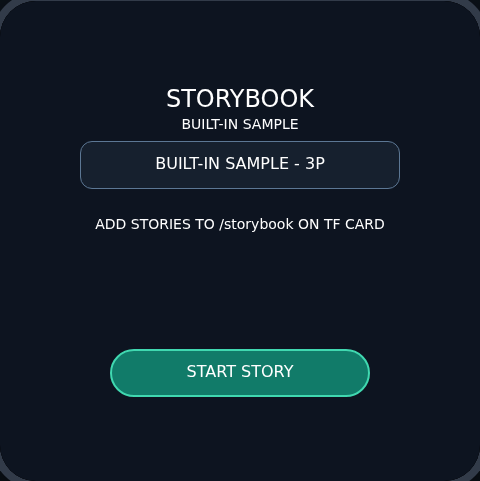 STORYBOOK
BUILT-IN SAMPLE
BUILT-IN SAMPLE - 3P
ADD STORIES TO /storybook ON TF CARD
START STORY